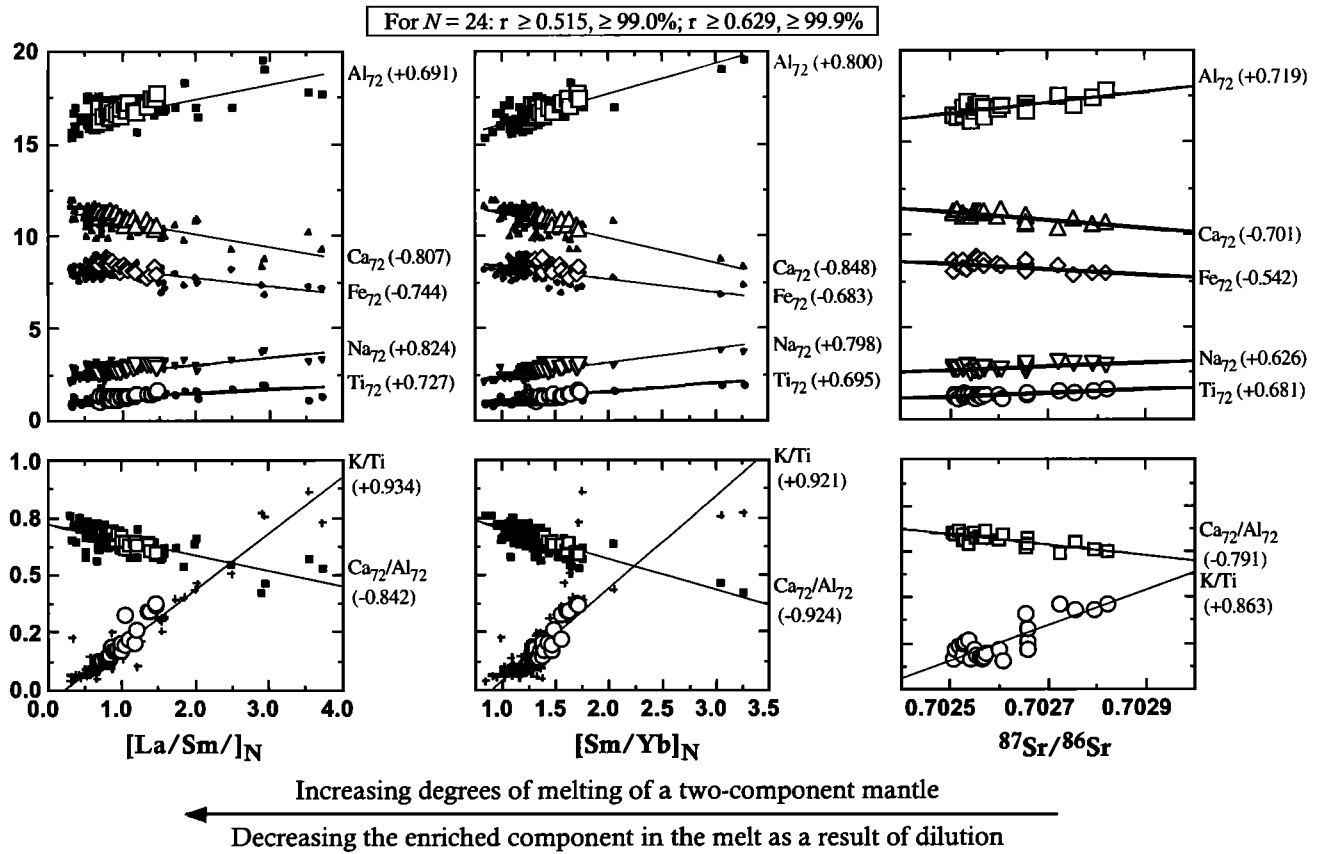 For N = 24: r ≥ 0.515, ≥ 99.0%; r ≥ 0.629, ≥ 99.9%
20
15
10
5
0
Al72 (+0.691)
Ca72 (-0.807)
Fe72 (-0.744)
Na72 (+0.824)
Ti72 (+0.727)
Al72 (+0.800)
Ca72 (-0.848)
Fe72 (-0.683)
Na72 (+0.798)
Ti72 (+0.695)
Al72 (+0.719)
Ca72 (-0.701)
Fe72 (-0.542)
Na72 (+0.626)
Ti72 (+0.681)
1.0
0.8
0.5
0.2
0.0
K/Ti
(+0.934)
Ca72/Al72
(-0.842)
K/Ti
(+0.921)
Ca72/Al72
(-0.924)
Ca72/Al72
(-0.791)
K/Ti
(+0.863)
0.0 1.0 2.0 3.0 4.0
1.0 1.5 2.0 2.5 3.0 3.5
0.7025 0.7027 0.7029
[La/Sm/]N
[Sm/Yb]N
87Sr/86Sr
Increasing degrees of melting of a two-component mantle
Decreasing the enriched component in the melt as a result of dilution